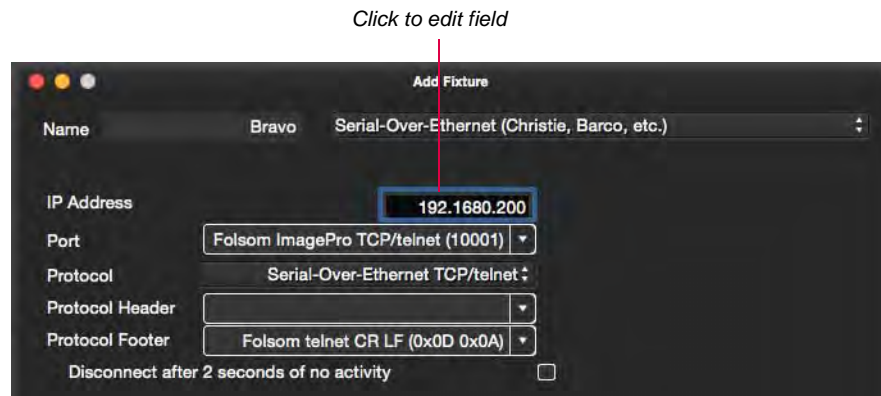 Click to edit field
Add Fixture
Name Bravo Serial-Over-Ethernet (Christie, Barco, etc.)
IP Address 192.1680.200
Port Folsom ImagePro TCP/telnet (10001)
Protocol Serial-Over-Ethernet TCP/telnet
Protocol Header
Protocol Footer Folsom telnet CR LF (0x0D 0x0A)
Disconnect after 2 seconds of no activity